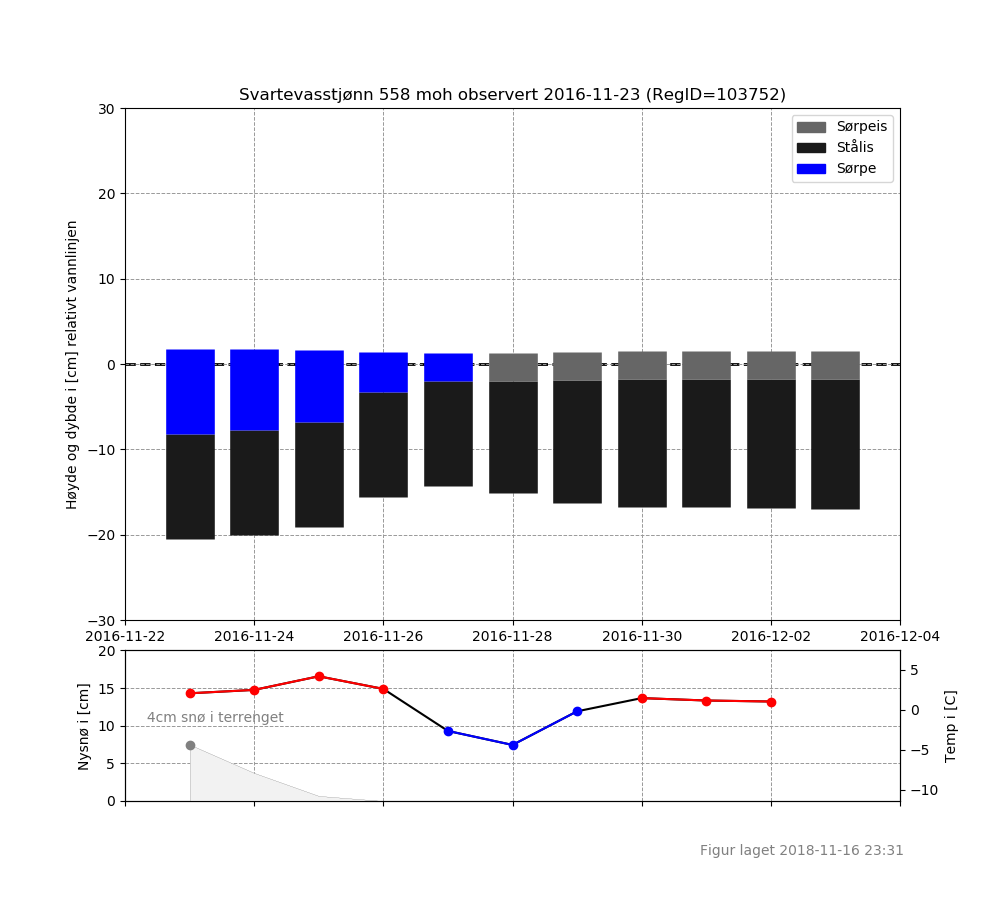 Svartevasstjønn 558 moh observert 2016-11-23 (RegID=103752)
Høyde og dybde i [cm] relativt vannlinjen
30
20
10
0
−10
−20
−30
Sørpeis
Stålis
Sørpe
2016-11-22 2016-11-24 2016-11-26 2016-11-28 2016-11-30 2016-12-02 2016-12-04
Nysnø i [cm]
20
15
10
5
0
4cm snø i terrenget
5
0
−5
−10
Temp i [C]
Figur laget 2018-11-16 23:31